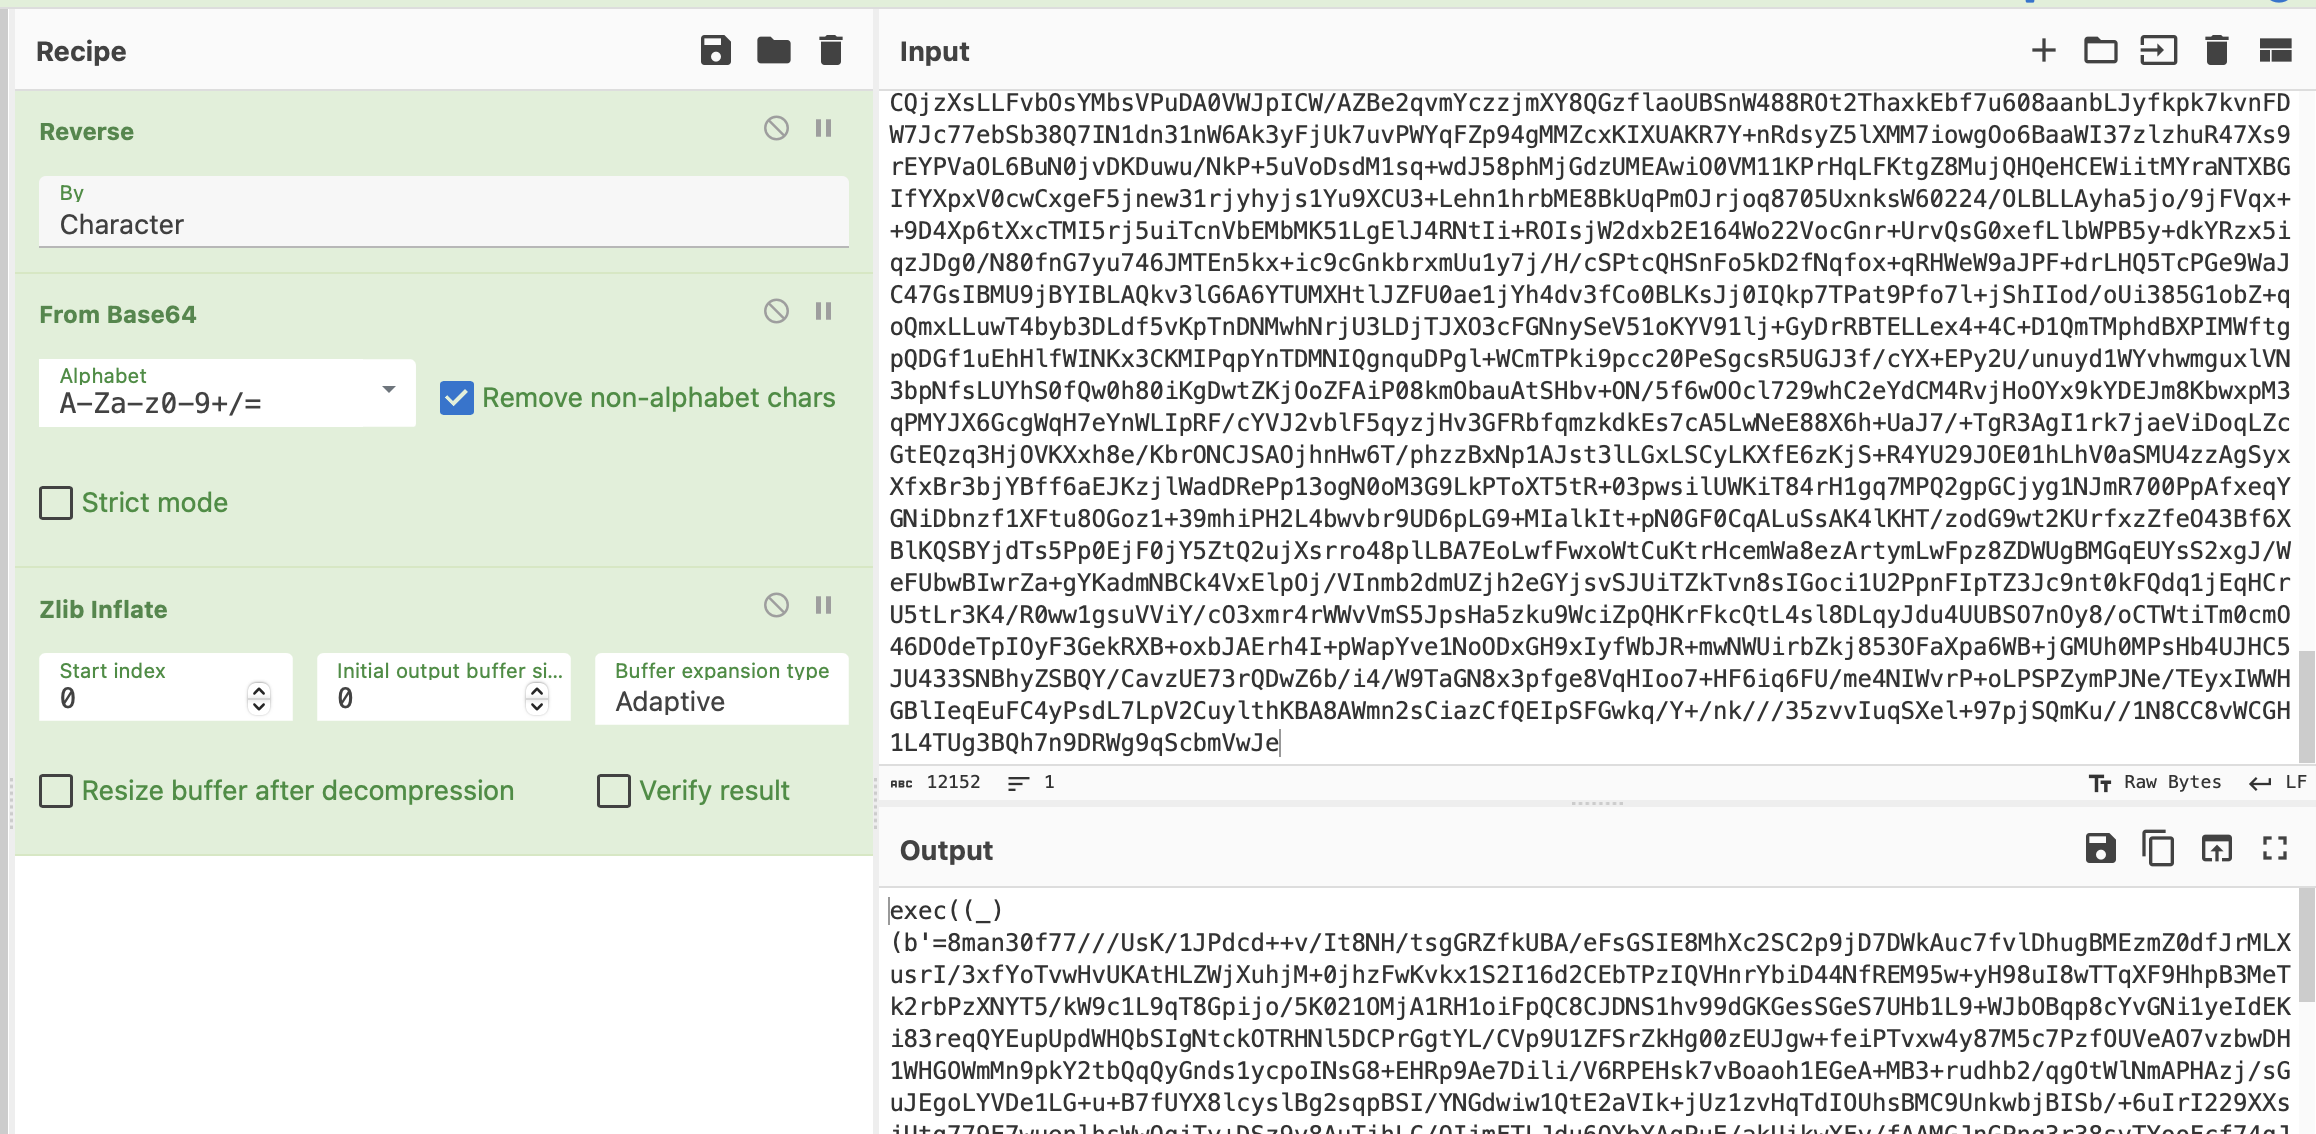 Recipe
Reverse
By
Character
From Base64
Alphabet
A-Za-z0-9+/=
Remove non-alphabet chars
Strict mode
Zlib Inflate
Start index
0
Initial output buffer si...
0
Buffer expansion type
Adaptive
Resize buffer after decompression
Verify result
Input
CQjzXsLLFvbOsYMbsVPuDA0VWJpICW/AZBe2qvmYczzjmXY8QGzflaoUBSnW488ROt2ThaxkEbf7u608aanbLJyfkpk7kvnFD
W7Jc77ebSb38Q7IN1dn31nW6Ak3yFjUk7uvPWYqFZp94gMMZcxKIXUAKR7Y+nRdsyZ5lXMM7iowgOo6BaaWI37zlzhuR47Xs9
rEYPVaOL6BuN0jvDKDuwu/NkP+5uVoDsdM1sq+wdJ58phMjGdzUMEAwiO0VM11KPrHqLFKtgZ8MujQHQeHCEWiitMYraNTXBG
IfYXpxV0cwCxgeF5jnew31rjyhyjs1Yu9XCU3+Lehn1hrbME8BkUqPmOJrjoq8705UxnksW60224/OLBLLAyha5jo/9jFVqx+
+9D4Xp6tXxcTMI5rj5uiTcnVbEMbMK51LgElJ4RNtIi+ROIsjW2dxb2E164Wo22VocGnr+UrvQsG0xefLlbWPB5y+dkYRzx5i
qzJDg0/N80fnG7yu746JMTEn5kx+ic9cGnkbrxmUu1y7j/H/cSPtcQHSnFo5kD2fNqfox+qRHWeW9aJPF+drLHQ5TcPGe9WaJ
C47GsIBMU9jBYIBLAQkv3lG6A6YTUMXHtlJZFU0ae1jYh4dv3fCo0BLKsJj0IQkp7TPat9Pfo7l+jShIIod/oUi385G1obZ+q
oQmxLLuwT4byb3DLdf5vKpTnDNMwhNrjU3LDjTJXO3cFGNnySeV51oKYV91lj+GyDrRBTELLex4+4C+D1QmTMphdBXPIMWftg
pQDGf1uEhHlfWINKx3CKMIPqpYnTDMNIQgnquDPgl+WCmTPki9pcc20PeSgcsR5UGJ3f/cYX+EPy2U/unuyd1WYvhwmguxlVN
3bpNfsLUYhS0fQw0h80iKgDwtZKjOoZFAiP08kmObauAtSHbv+ON/5f6wOOcl729whC2eYdCM4RvjHoOYx9kYDEJm8KbwxpM3
qPMYJX6GcgWqH7eYnWLIpRF/cYVJ2vblF5qyzjHv3GFRbfqmzkdkEs7cA5LwNeE88X6h+UaJ7/+TgR3AgI1rk7jaeViDoqLZc
GtEQzq3HjOVKXxh8e/KbrONCJSAOjhnHw6T/phzzBxNp1AJst3lLGxLSCyLKXfE6zKjS+R4YU29JOE01hLhV0aSMU4zzAgSyx
XfxBr3bjYBff6aEJKzjlWadDRePp13ogN0oM3G9LkPToXT5tR+03pwsilUWKiT84rH1gq7MPQ2gpGCjyg1NJmR700PpAfxeqY
GNiDbnzf1XFtu8OGoz1+39mhiPH2L4bwvbr9UD6pLG9+MIalkIt+pN0GF0CqALuSsAK4lKHT/zodG9wt2KUrfxzZfeO43Bf6X
BlKQSBYjdTs5Pp0EjF0jY5ZtQ2ujXsrro48plLBA7EoLwfFwxoWtCuKtrHcemWa8ezArtymLwFpz8ZDWUgBMGqEUYsS2xgJ/W
eFUbwBIwrZa+gYKadmNBCk4VxElpOj/VInmb2dmUZjh2eGYjsvSJUiTZkTvn8sIGoci1U2PpnFIpTZ3Jc9nt0kFQdq1jEqHCr
U5tLr3K4/R0ww1gsuVViY/cO3xmr4rWWvVmS5JpsHa5zku9WciZpQHKrFkcQtL4sl8DLqyJdu4UUBSO7nOy8/oCTWtiTm0cmO
46DOdeTpIOyF3GekRXB+oxbJAErh4I+pWapYve1NoODxGH9xIyfWbJR+mwNWUirbZkj853OFaXpa6WB+jGMUh0MPsHb4UJHC5
JU433SNBhyZSBQY/CavzUE73rQDwZ6b/i4/W9TaGN8x3pfge8VqHIoo7+HF6iq6FU/me4NIWvrP+oLPSPZymPJNe/TEyxIWWH
GBlIeqEuFC4yPsdL7LpV2CuylthKBA8AWmn2sCiazCfQEIpSFGwkq/Y+/nk///35zvvIuqSXel+97pjSQmKu//1N8CC8vWCGH
1L4TUg3BQh7n9DRWg9qScbmVwJe
ABC 12152 1
Raw Bytes LF
Output
exec((_)
(b'=8man30f77///UsK/1JPdcd++v/It8NH/tsgGRZfkUBA/eFsGSIE8MhXc2SC2p9jD7DWkAuc7fvlDhugBMEzmZ0dfJrMLX
usrI/3xfYoTvwHvUKAtHLZWjXuhjM+0jhzFwKvkx1S2I16d2CEbTPzIQVHnrYbiD44NfREM95w+yH98uI8wTTqXF9HhpB3MeT
k2rbPzXNYT5/kW9c1L9qT8Gpijo/5K021OMjA1RH1oiFpQC8CJDNS1hv99dGKGesSGeS7UHb1L9+WJbOBqp8cYvGNi1yeIdEK
i83reqQYEupUpdWHQbSIgNtckOTRHNl5DCPrGgtYL/CVp9U1ZFSrZkHg00zEUJgw+feiPTvxw4y87M5c7PzfOUVeAO7vzbwDH
1WHGOWmMn9pkY2tbQqQyGnds1ycpoINsG8+EHRp9Ae7Dili/V6RPEHsk7vBoaoh1EGeA+MB3+rudhb2/qgOtWlNmAPHAzj/sG
uJEgoLYVDe1LG+u+B7fUYX8lcyslBg2sqpBSI/YNGdwiw1QtE2aVIk+jUz1zvHqTdIOUhsBMC9UnkwbjBISb/+6uIrI229XXs